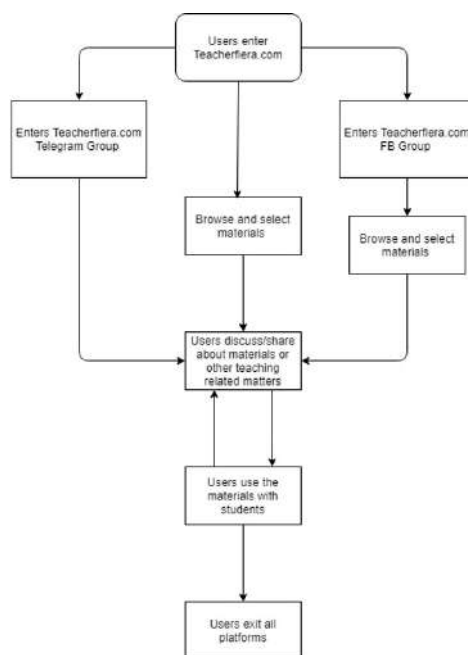 Users enter
Teacherfiera.com
Enters Teacherfiera.com
Telegram Group
Enters Teacherfiera.com
FB Group
Browse and select
materials
Browse and select
materials
Users discuss/share
about materials or
other teaching
related matters
Users use the
materials with
students
Users exit all
platforms